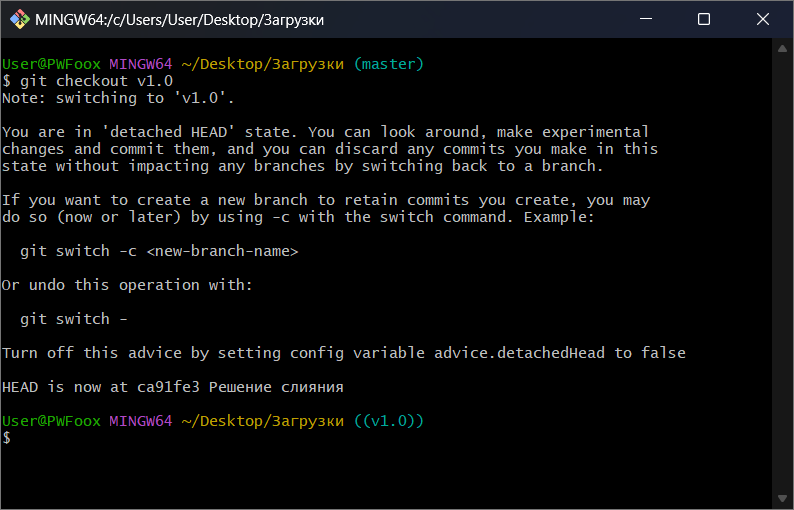 MINGW64:/c/Users/User/Desktop/Загрузки
User@PWFoox MINGW64 ~/Desktop/Загрузки (master)
$ git checkout v1.0
Note: switching to 'v1.0'.
You are in 'detached HEAD' state. You can look around, make experimental
changes and commit them, and you can discard any commits you make in this
state without impacting any branches by switching back to a branch.
If you want to create a new branch to retain commits you create, you may
do so (now or later) by using -c with the switch command. Example:
git switch -c <new-branch-name>
Or undo this operation with:
git switch -
Turn off this advice by setting config variable advice.detachedHead to false
HEAD is now at ca91fe3 Решение слияния
User@PWFoox MINGW64 ~/Desktop/Загрузки ((v1.0))
$